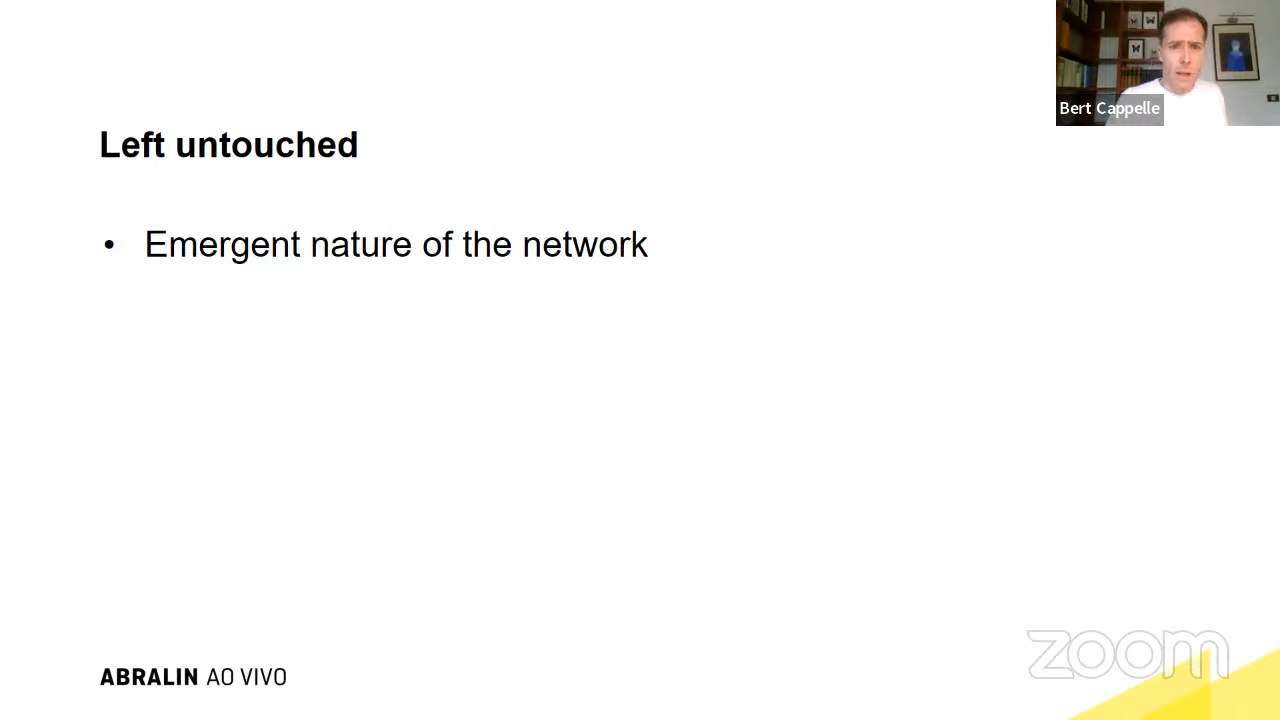 Bert Cappelle
Left untouched
• Emergent nature of the network
ABRALIN AO VIVO
zoom